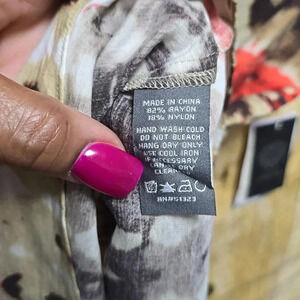 MADE IN CHINA
82% RAYON
18% NYLON
HAND WASH COLD
DO NOT BLEACH
HANG DRY ONLY
USE COOL IRON
IF NECESSARY
CAN DRY
CLEAN